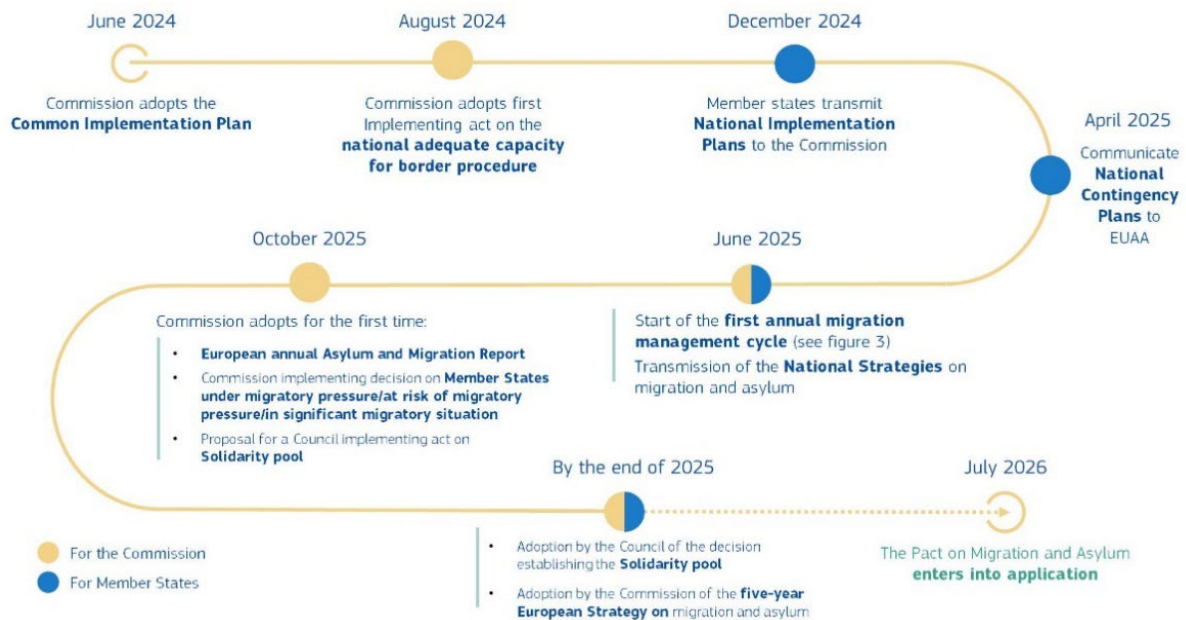 June 2024
Commission adopts the
Common Implementation Plan
August 2024
Commission adopts first
Implementing act on the
national adequate capacity
for border procedure
December 2024
Member states transmit
National Implementation
Plans to the Commission
April 2025
Communicate
National
Contingency
Plans to
EUAA
June 2025
Start of the first annual migration
management cycle (see figure 3)
Transmission of the National Strategies on
migration and asylum
October 2025
Commission adopts for the first time:
• European annual Asylum and Migration Report
• Commission implementing decision on Member States
under migratory pressure/at risk of migratory
pressure/in significant migratory situation
• Proposal for a Council implementing act on
Solidarity pool
By the end of 2025
• Adoption by the Council of the decision
establishing the Solidarity pool
• Adoption by the Commission of the five-year
European Strategy on migration and asylum
July 2026
The Pact on Migration and Asylum
enters into application
For the Commission
For Member States